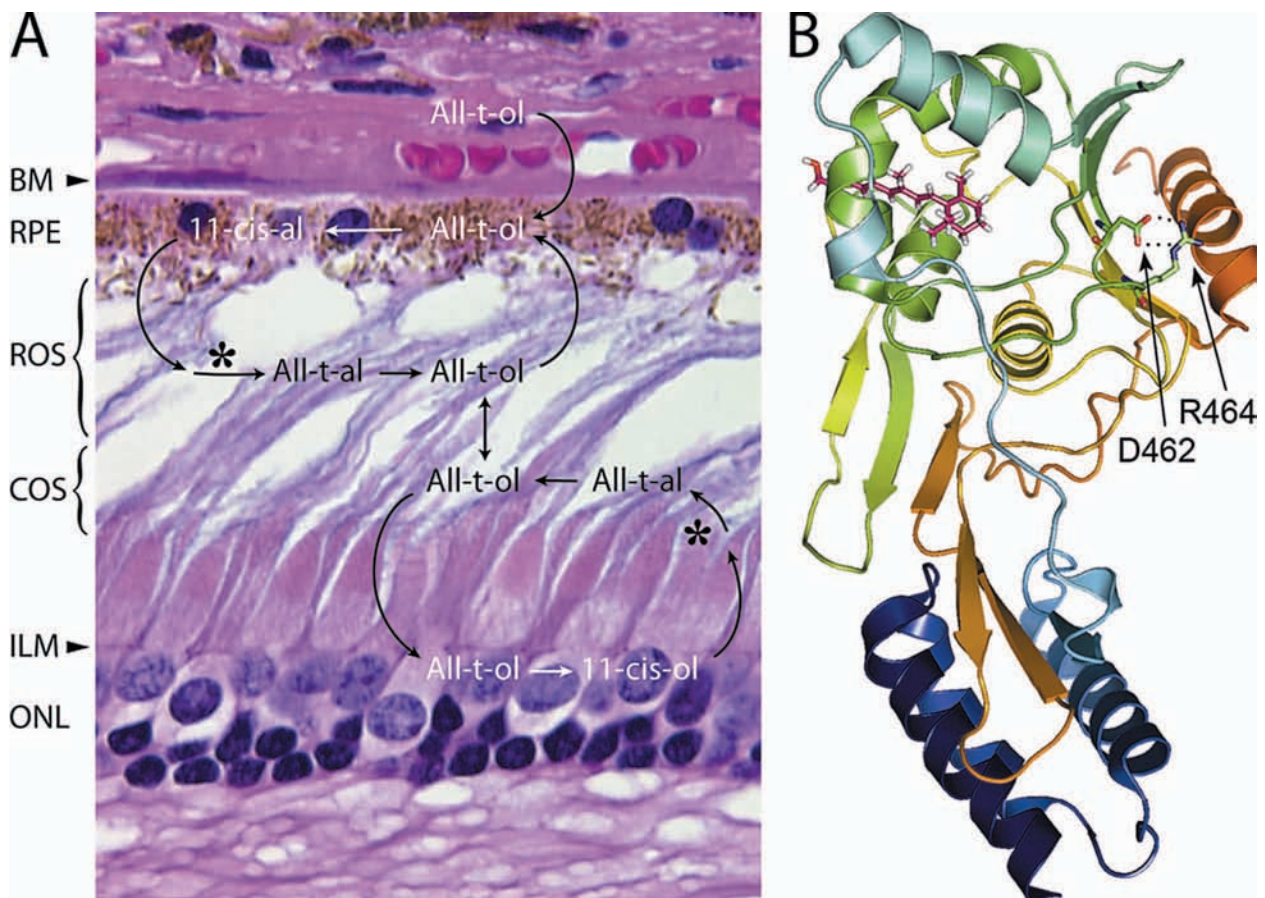 A
B
All-t-ol
BM
RPE
11-cis-al
All-t-ol
ROS
*
All-t-al
All-t-ol
COS
All-t-ol
All-t-al
*
ILM
All-t-ol
11-cis-ol
ONL
R464
D462